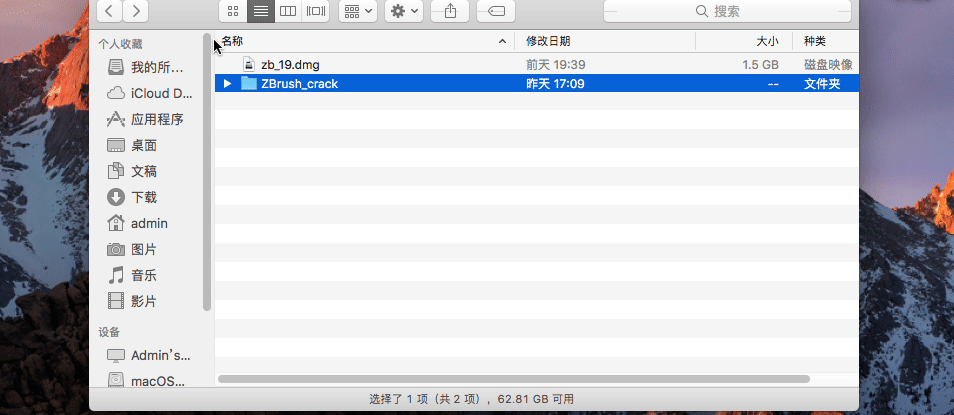 搜索
个人收藏
我的所...
iCloud D...
应用程序
桌面
文稿
下载
admin
图片
音乐
影片
设备
Admin's...
macOS...
名称 修改日期 大小 种类
zb_19.dmg 前天 19:39 1.5 GB 磁盘映像
ZBrush_crack 昨天 17:09 -- 文件夹
选择了 1 项（共 2 项），62.81 GB 可用